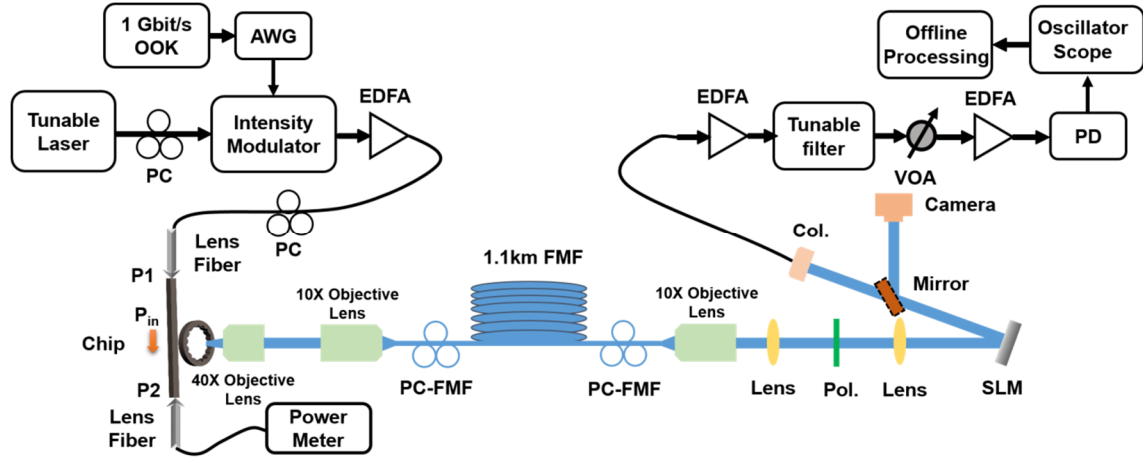 1 Gbit/s
OOK
AWG
Tunable
Laser
PC
Intensity
Modulator
EDFA
PC
Lens
Fiber
P1
Pin
Chip
P2
40X Objective
Lens
Lens
Fiber
Power
Meter
10X Objective
Lens
PC-FMF
1.1km FMF
PC-FMF
10X Objective
Lens
Lens
Pol.
Lens
SLM
Mirror
Camera
Col.
EDFA
Tunable
filter
VOA
EDFA
PD
Oscillator
Scope
Offline
Processing